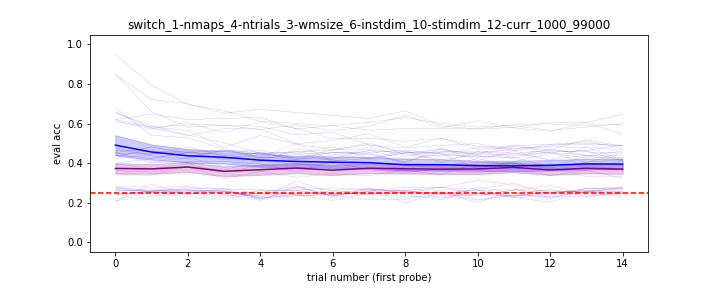 switch_1-nmaps_4-ntrials_3-wmsize_6-instdim_10-stimdim_12-curr_1000_99000
eval acc
1.0
0.8
0.6
0.4
0.2
0.0
0 2 4 6 8 10 12 14
trial number (first probe)